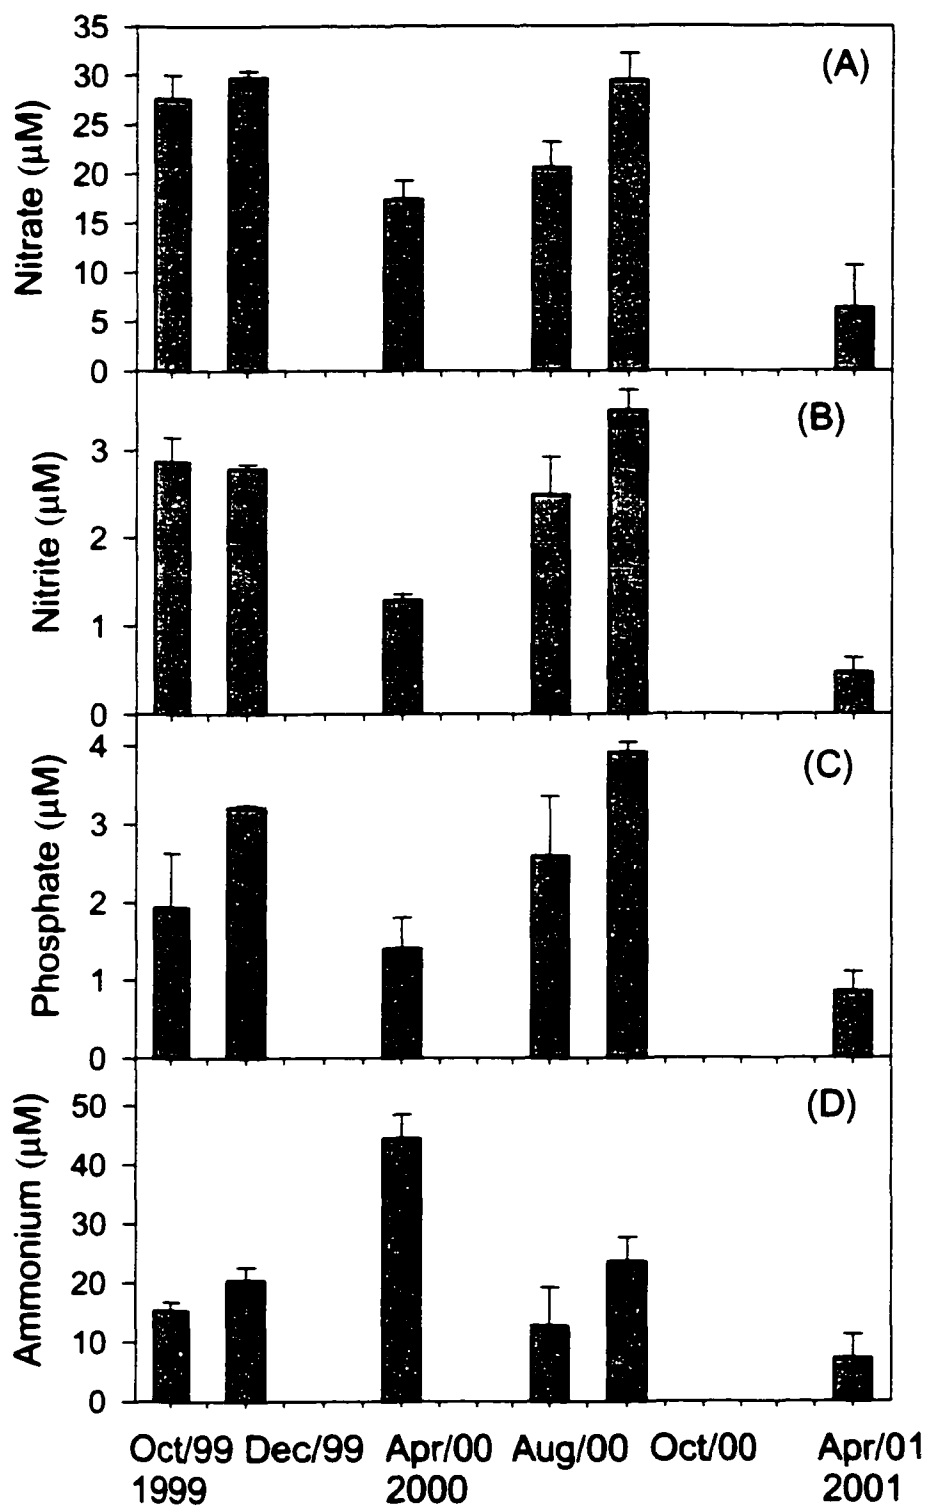 (A)
Nitrate (µM)
35
30
25
20
15
10
5
0
(B)
Nitrite (µM)
3
2
1
0
(C)
Phosphate (µM)
4
3
2
1
0
(D)
Ammonium (µM)
50
40
30
20
10
0
Oct/99 Dec/99 Apr/00 Aug/00 Oct/00 Apr/01
1999 2000 2001